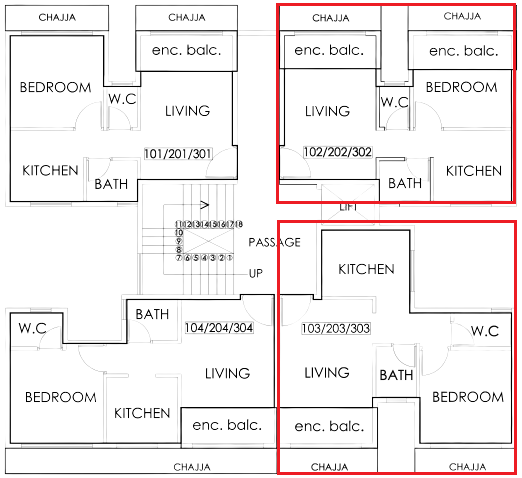 CHAJJA CHAJJA CHAJJA
enc. balc. enc. balc. enc. balc.
BEDROOM BEDROOM
W.C W.C
LIVING LIVING
101/201/301 102/202/302
KITCHEN KITCHEN
BATH BATH
LIFT
11 12 13 14 15 16 17 18
10
9
8
7 6 5 4 3 2 1
PASSAGE
UP
KITCHEN
BATH
W.C 104/204/304 103/203/303 W.C
LIVING LIVING BATH
BEDROOM BEDROOM
KITCHEN
enc. balc. enc. balc.
CHAJJA CHAJJA CHAJJA